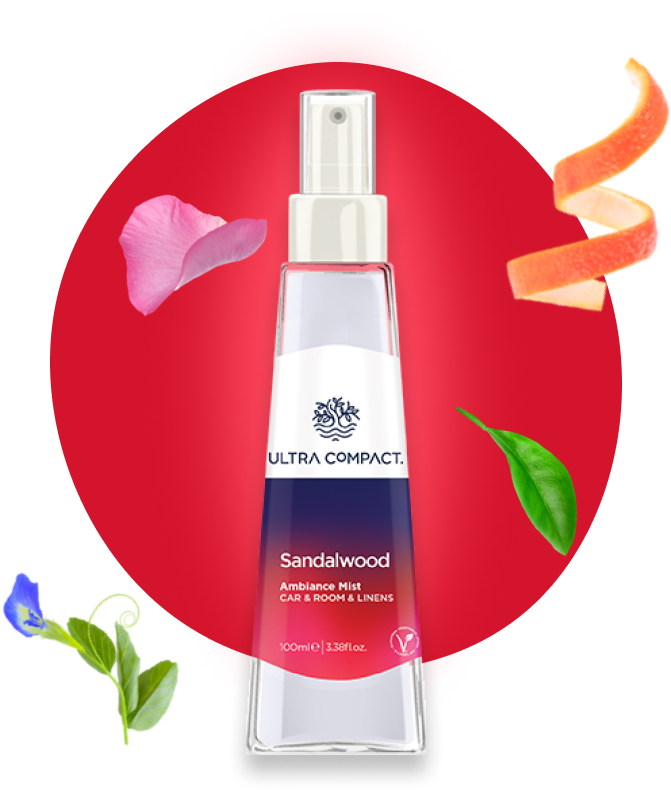 ULTRA COMPACT.
Sandalwood
Ambiance Mist
CAR & ROOM & LINENS
100ml℮|3.38fl.oz.